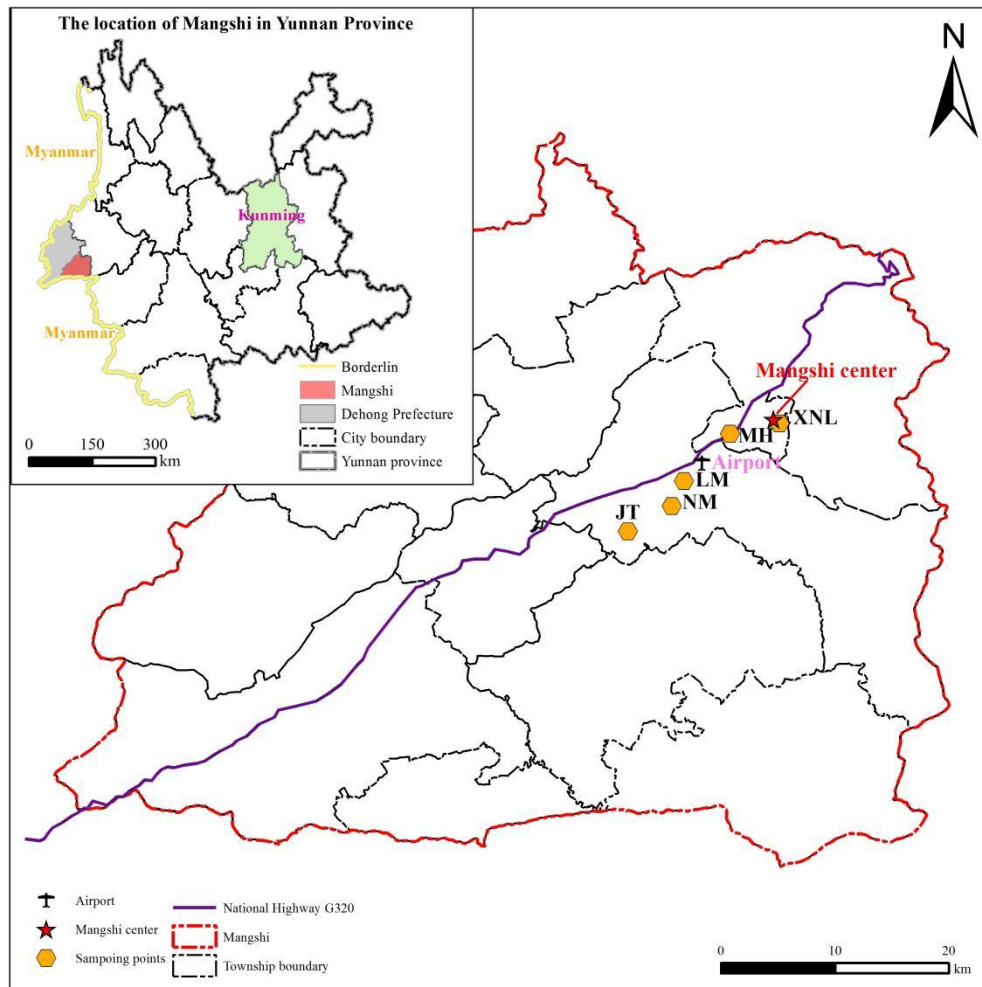 The location of Mangshi in Yunnan Province
Myanmar
Kunming
Myanmar
Borderlin
Mangshi
Dehong Prefecture
City boundary
Yunnan province
0 150 300
km
N
Mangshi center
XNL
MH
Airport
LM
NM
JT
Airport
Mangshi center
Sampoing points
National Highway G320
Mangshi
Township boundary
0 10 20
km